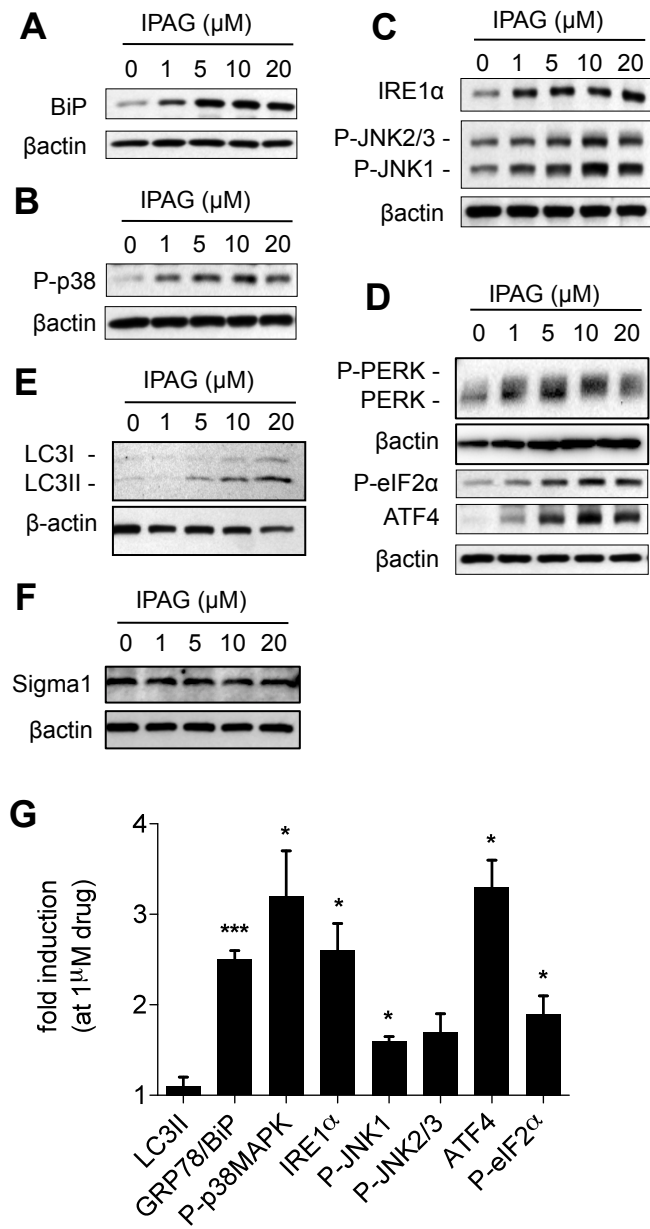 A
IPAG (µM)
0 1 5 10 20
BiP
βactin
B
IPAG (µM)
0 1 5 10 20
P-p38
βactin
E
IPAG (µM)
0 1 5 10 20
LC3I -
LC3II -
β-actin
F
IPAG (µM)
0 1 5 10 20
Sigma1
βactin
C
IPAG (µM)
0 1 5 10 20
IRE1α
P-JNK2/3 -
P-JNK1 -
βactin
D
IPAG (µM)
0 1 5 10 20
P-PERK -
PERK -
βactin
P-eIF2α
ATF4
βactin
G
fold induction
(at 1µM drug)
4
3
2
1
***
*
*
*
*
*
LC3II
GRP78/BiP
P-p38MAPK
IRE1α
P-JNK1
P-JNK2/3
ATF4
P-eIF2α